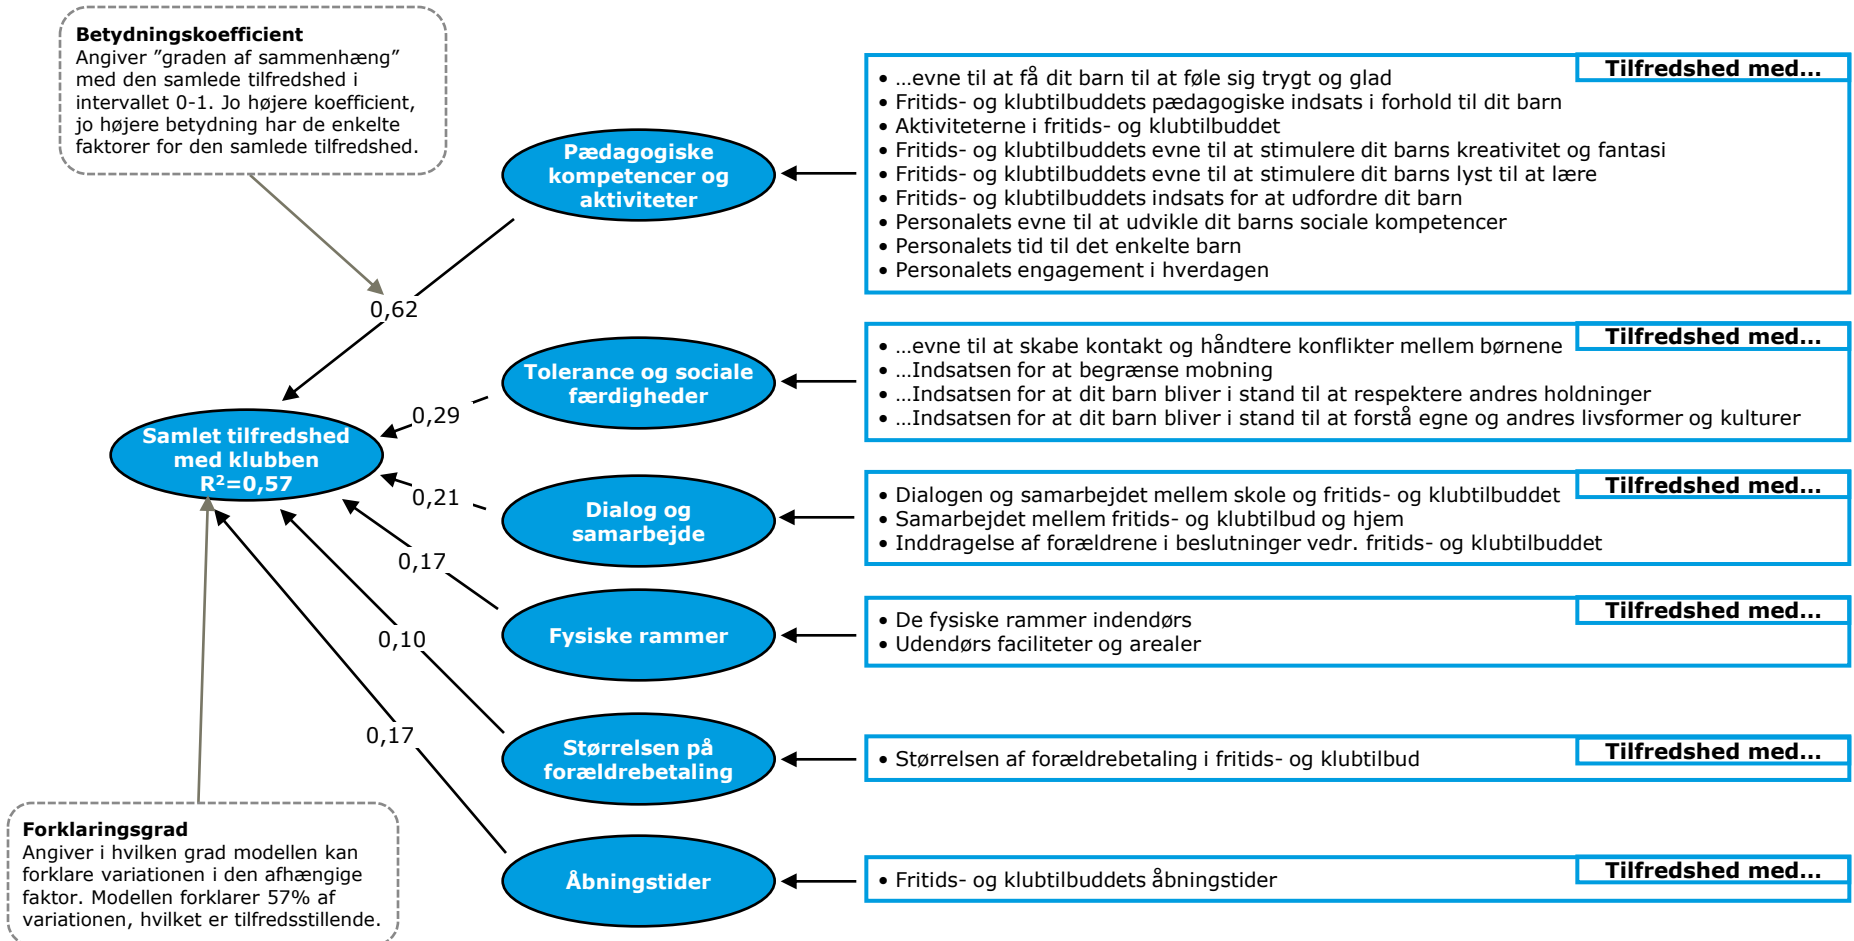 Betydningskoefficient
Angiver ”graden af sammenhæng”
med den samlede tilfredshed i
intervallet 0-1. Jo højere koefficient,
jo højere betydning har de enkelte
faktorer for den samlede tilfredshed.
Pædagogiske
kompetencer og
aktiviteter
Tilfredshed med...
• …evne til at få dit barn til at føle sig trygt og glad
• Fritids- og klubtilbuddets pædagogiske indsats i forhold til dit barn
• Aktiviteterne i fritids- og klubtilbuddet
• Fritids- og klubtilbuddets evne til at stimulere dit barns kreativitet og fantasi
• Fritids- og klubtilbuddets evne til at stimulere dit barns lyst til at lære
• Fritids- og klubtilbuddets indsats for at udfordre dit barn
• Personalets evne til at udvikle dit barns sociale kompetencer
• Personalets tid til det enkelte barn
• Personalets engagement i hverdagen
0,62
Tolerance og sociale
færdigheder
Tilfredshed med...
• …evne til at skabe kontakt og håndtere konflikter mellem børnene
• …Indsatsen for at begrænse mobning
• …Indsatsen for at dit barn bliver i stand til at respektere andres holdninger
• …Indsatsen for at dit barn bliver i stand til at forstå egne og andres livsformer og kulturer
0,29
Samlet tilfredshed
med klubben
R²=0,57
0,21
Dialog og
samarbejde
Tilfredshed med...
• Dialogen og samarbejdet mellem skole og fritids- og klubtilbuddet
• Samarbejdet mellem fritids- og klubtilbud og hjem
• Inddragelse af forældrene i beslutninger vedr. fritids- og klubtilbuddet
0,17
Fysiske rammer
Tilfredshed med...
• De fysiske rammer indendørs
• Udendørs faciliteter og arealer
0,10
Størrelsen på
forældrebetaling
Tilfredshed med...
• Størrelsen af forældrebetaling i fritids- og klubtilbud
0,17
Åbningstider
Tilfredshed med...
• Fritids- og klubtilbuddets åbningstider
Forklaringsgrad
Angiver i hvilken grad modellen kan
forklare variationen i den afhængige
faktor. Modellen forklarer 57% af
variationen, hvilket er tilfredsstillende.